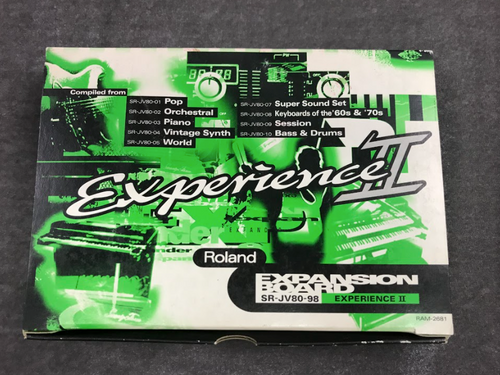 Compiled from
SR-JV80-01 Pop
SR-JV80-02 Orchestral
SR-JV80-03 Piano
SR-JV80-04 Vintage Synth
SR-JV80-05 World
SR-JV80-07 Super Sound Set
SR-JV80-08 Keyboards of the '60s & '70s
SR-JV80-09 Session
SR-JV80-10 Bass & Drums
Experience II
Roland
EXPANSION
BOARD
SR-JV80-98 EXPERIENCE II
PAM-2681